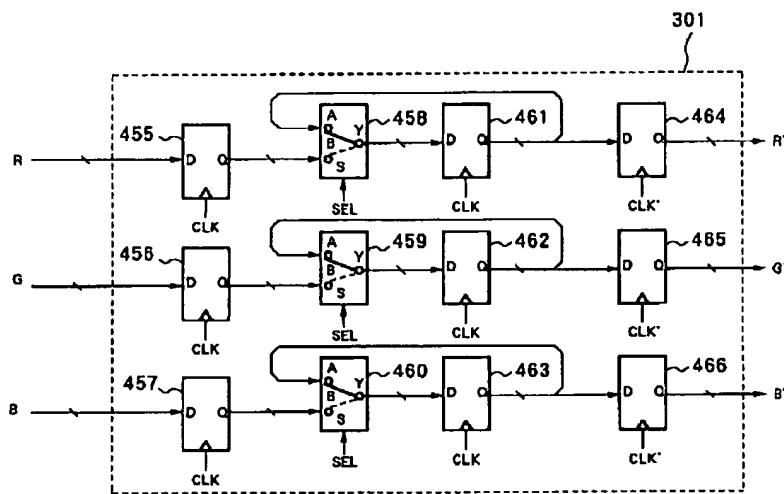 301
455
A
Y
458
461
464
R
D
Q
B
S
D
Q
D
Q
R'
CLK
SEL
CLK
CLK'
456
A
Y
459
462
465
G
D
Q
B
S
D
Q
D
Q
G'
CLK
SEL
CLK
CLK'
457
A
Y
460
463
466
B
D
Q
B
S
D
Q
D
Q
B'
CLK
SEL
CLK
CLK'